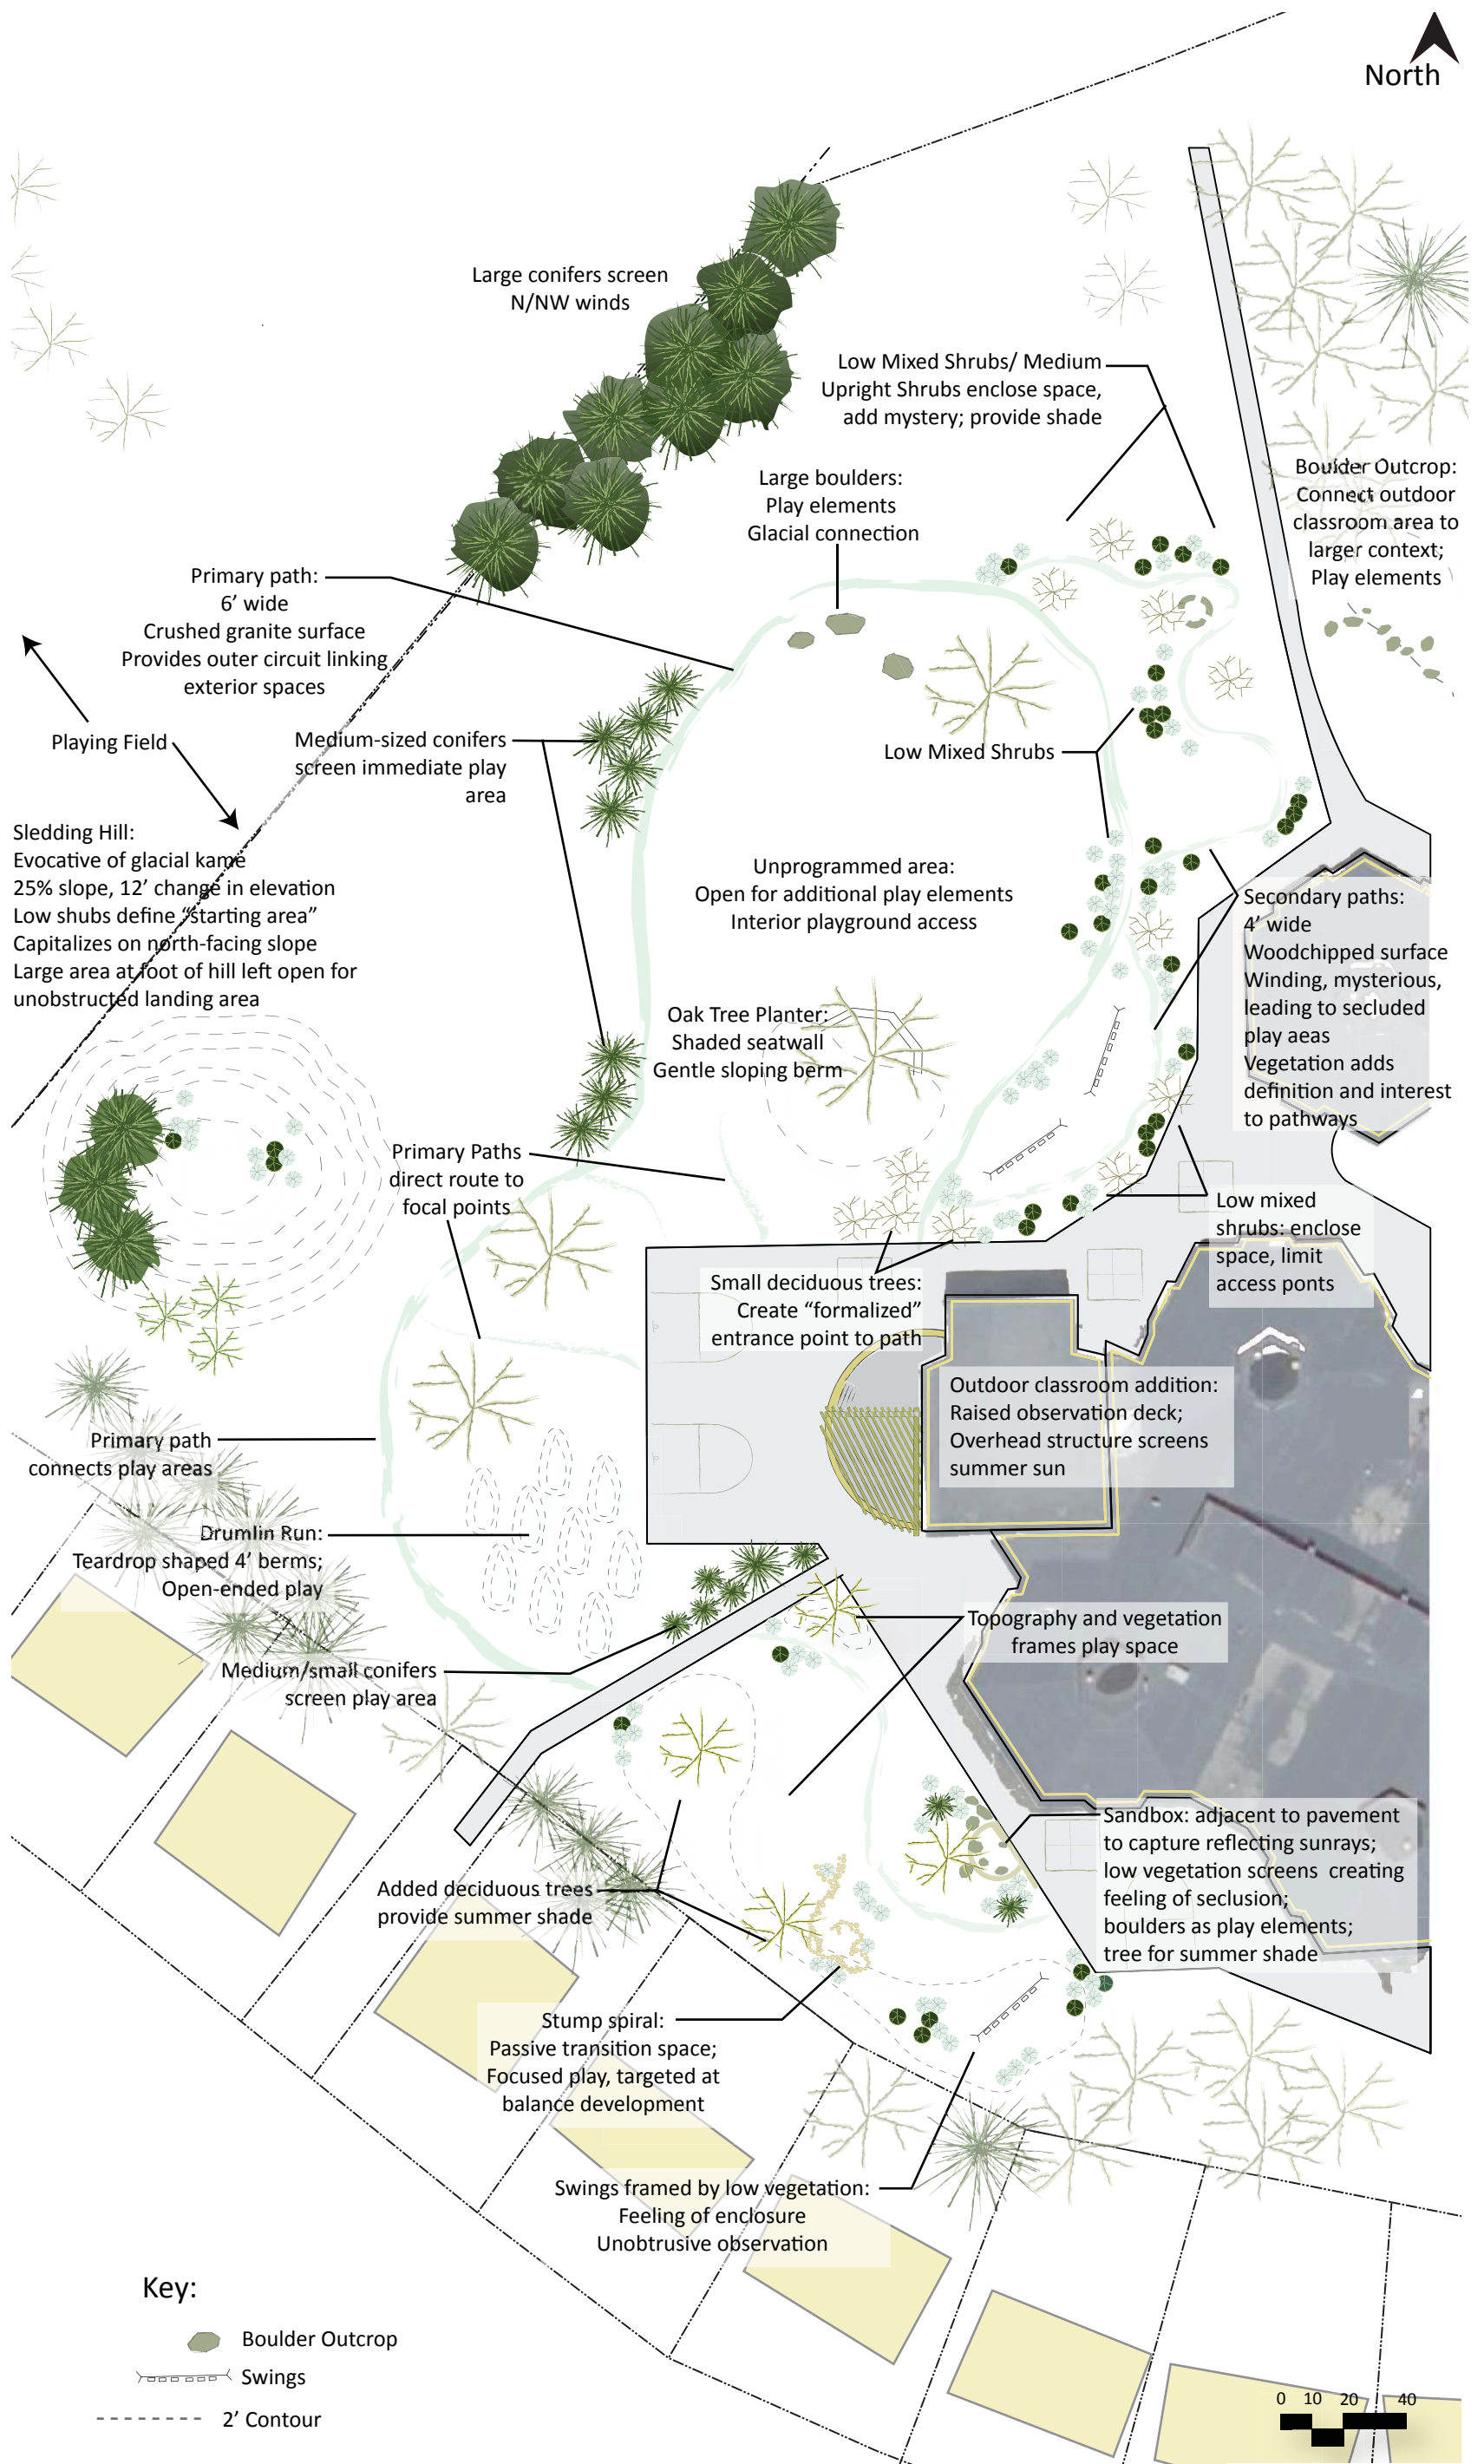 North
Large conifers screen
N/NW winds
Low Mixed Shrubs/ Medium
Upright Shrubs enclose space,
add mystery; provide shade
Large boulders:
Play elements
Glacial connection
Boulder Outcrop:
Connect outdoor
classroom area to
larger context;
Play elements
Primary path:
6' wide
Crushed granite surface
Provides outer circuit linking
exterior spaces
Playing Field
Medium-sized conifers
screen immediate play
area
Low Mixed Shrubs
Sledding Hill:
Evocative of glacial kame
25% slope, 12' change in elevation
Low shubs define "starting area"
Capitalizes on north-facing slope
Large area at foot of hill left open for
unobstructed landing area
Unprogrammed area:
Open for additional play elements
Interior playground access
Secondary paths:
4' wide
Woodchipped surface
Winding, mysterious,
leading to secluded
play aeas
Vegetation adds
definition and interest
to pathways
Oak Tree Planter:
Shaded seatwall
Gentle sloping berm
Primary Paths
direct route to
focal points
Low mixed
shrubs: enclose
space, limit
access ponts
Small deciduous trees:
Create "formalized"
entrance point to path
Outdoor classroom addition:
Raised observation deck;
Overhead structure screens
summer sun
Primary path
connects play areas
Drumlin Run:
Teardrop shaped 4' berms;
Open-ended play
Topography and vegetation
frames play space
Medium/small conifers
screen play area
Sandbox: adjacent to pavement
to capture reflecting sunrays;
low vegetation screens creating
feeling of seclusion;
boulders as play elements;
tree for summer shade
Added deciduous trees
provide summer shade
Stump spiral:
Passive transition space;
Focused play, targeted at
balance development
Swings framed by low vegetation:
Feeling of enclosure
Unobtrusive observation
Key:
Boulder Outcrop
Swings
2' Contour
0 10 20 40